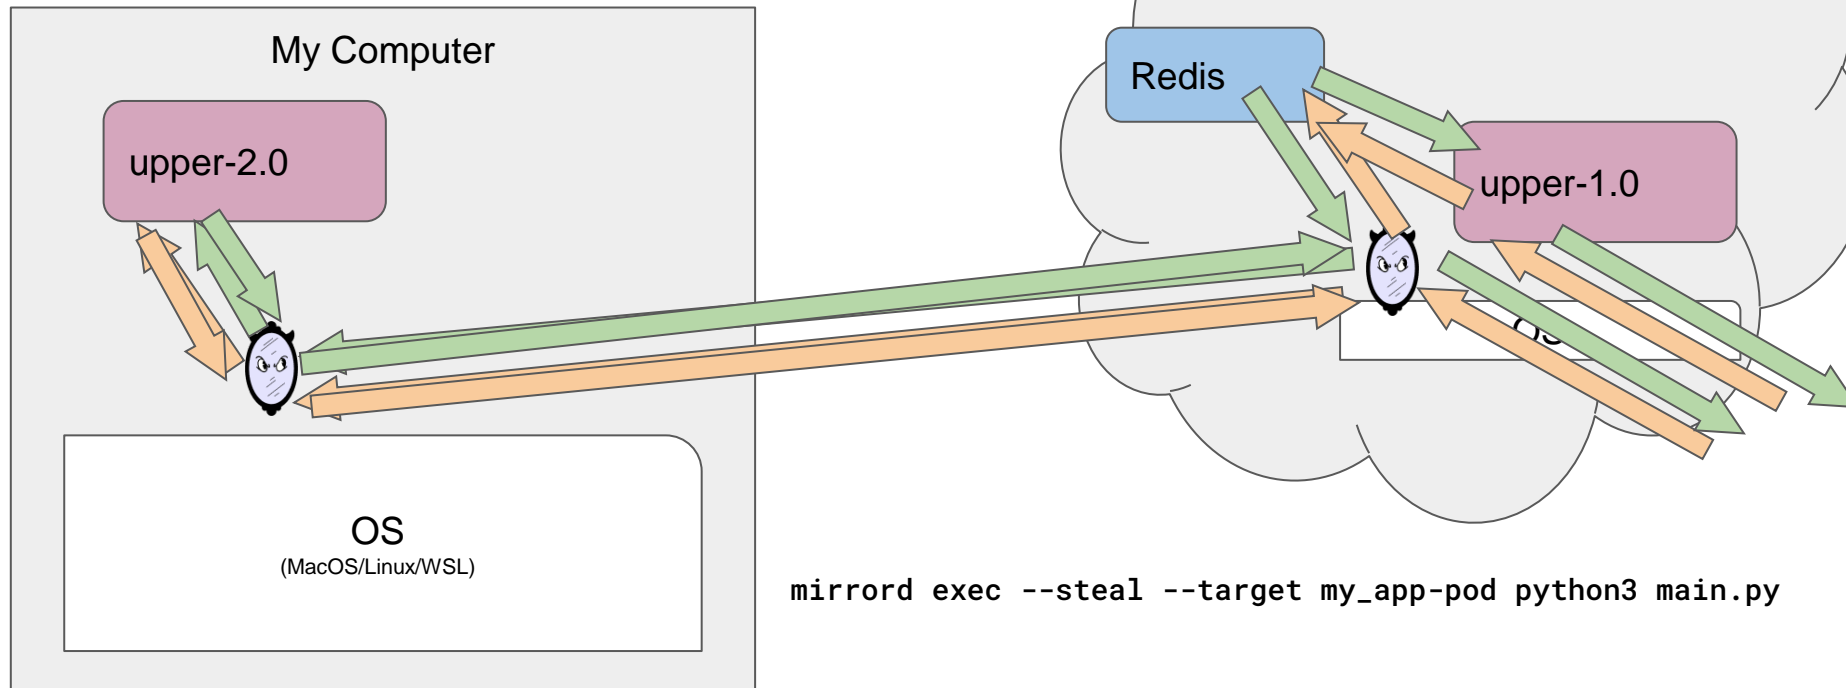 My Computer
Redis
upper-2.0
upper-1.0
OS
OS
(MacOS/Linux/WSL)
mirrord exec --steal --target my_app-pod python3 main.py